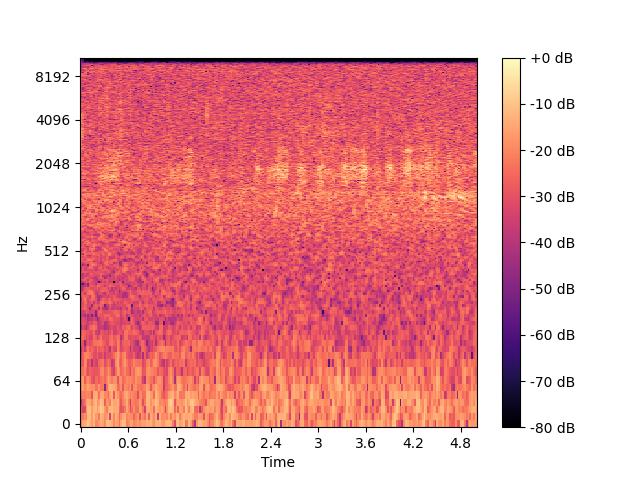 8192
4096
2048
1024
512
256
128
64
0
Hz
0 0.6 1.2 1.8 2.4 3 3.6 4.2 4.8
Time
+0 dB
-10 dB
-20 dB
-30 dB
-40 dB
-50 dB
-60 dB
-70 dB
-80 dB